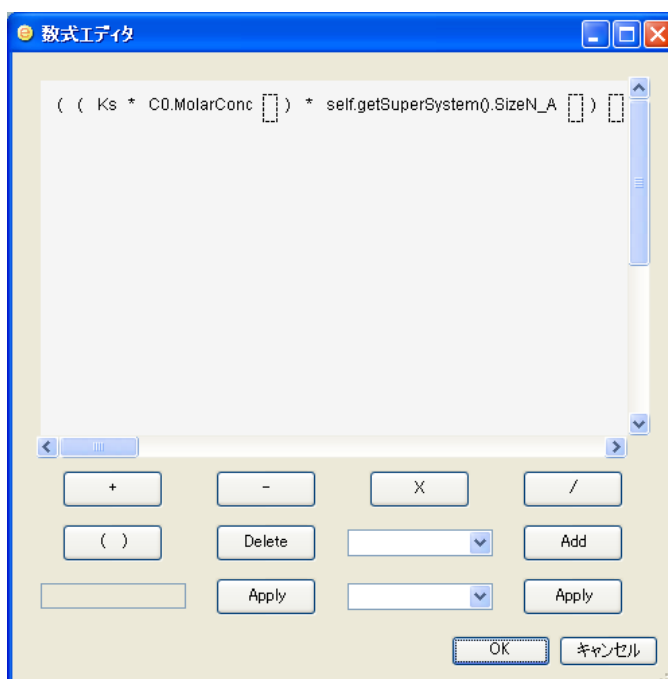 数式エディタ
( ( Ks * C0.MolarConc ) * self.getSuperSystem().SizeN_A )
+ - X /
( ) Delete Add
Apply Apply
OK キャンセル